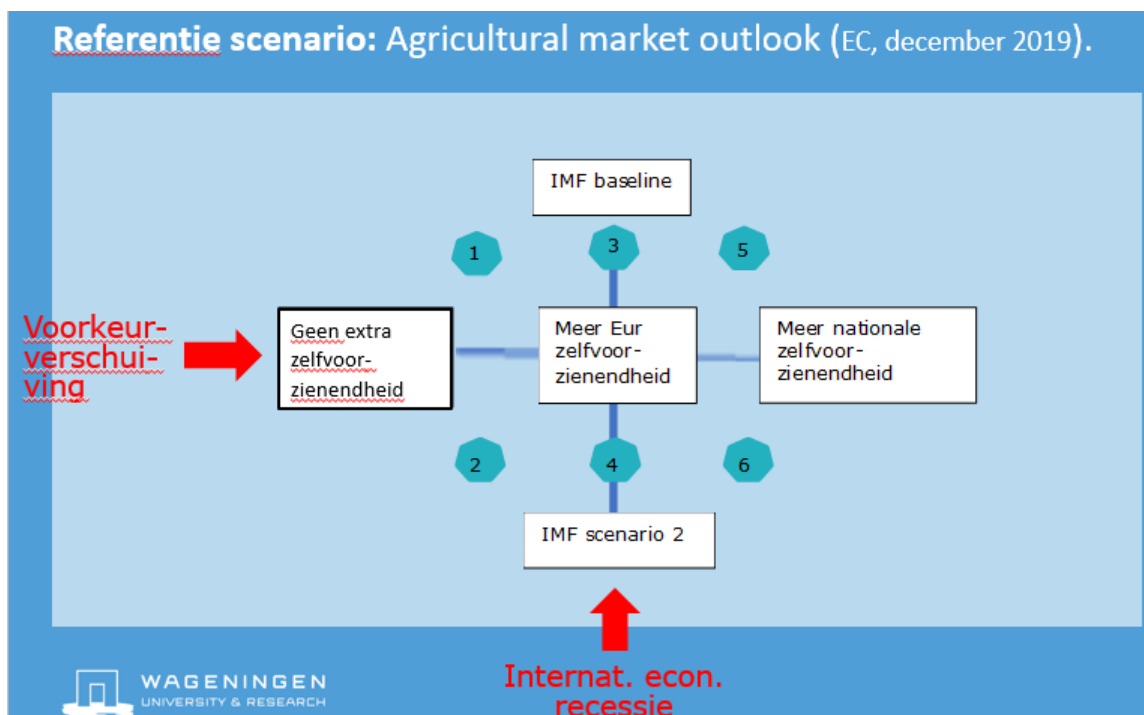 Referentie scenario: Agricultural market outlook (EC, december 2019).
IMF baseline
1
3
5
Voorkeur-
verschui-
ving
Geen extra
zelfvoor-
zienendheid
Meer Eur
zelfvoor-
zienendheid
Meer nationale
zelfvoor-
zienendheid
2
4
6
IMF scenario 2
Internat. econ.
recessie
WAGENINGEN
UNIVERSITY & RESEARCH